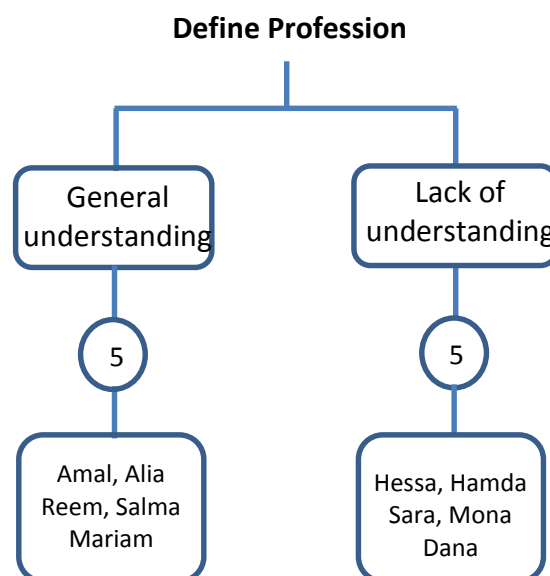 Define Profession
General
understanding
Lack of
understanding
5
5
Amal, Alia
Reem, Salma
Mariam
Hessa, Hamda
Sara, Mona
Dana